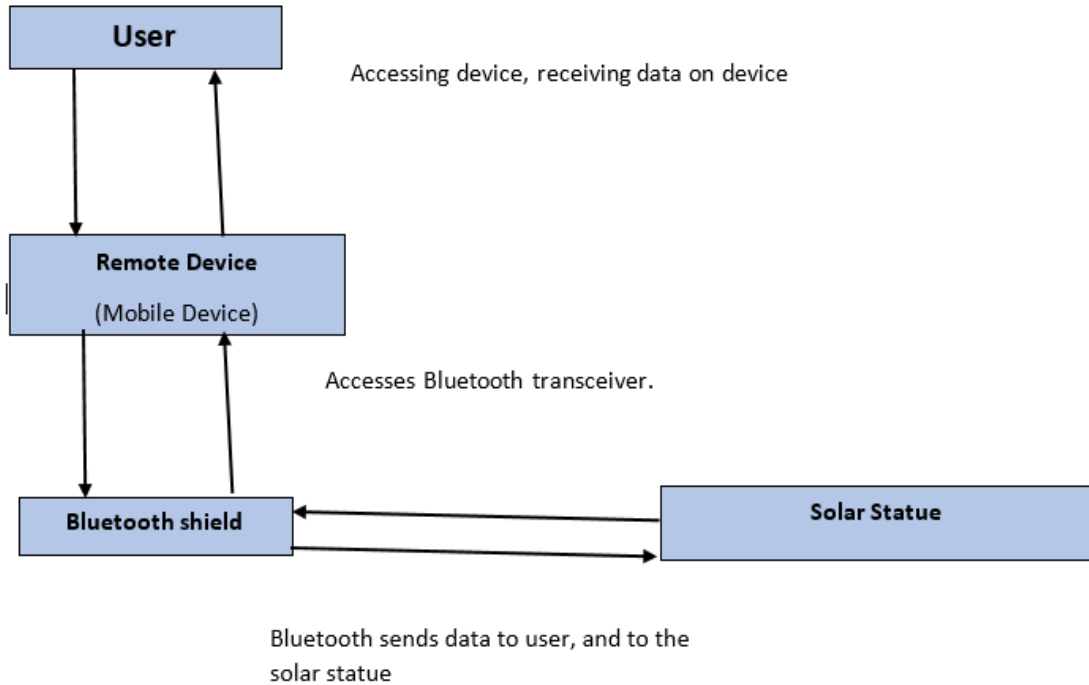 User
Accessing device, receiving data on device
Remote Device
(Mobile Device)
Accesses Bluetooth transceiver.
Bluetooth shield
Solar Statue
Bluetooth sends data to user, and to the
solar statue